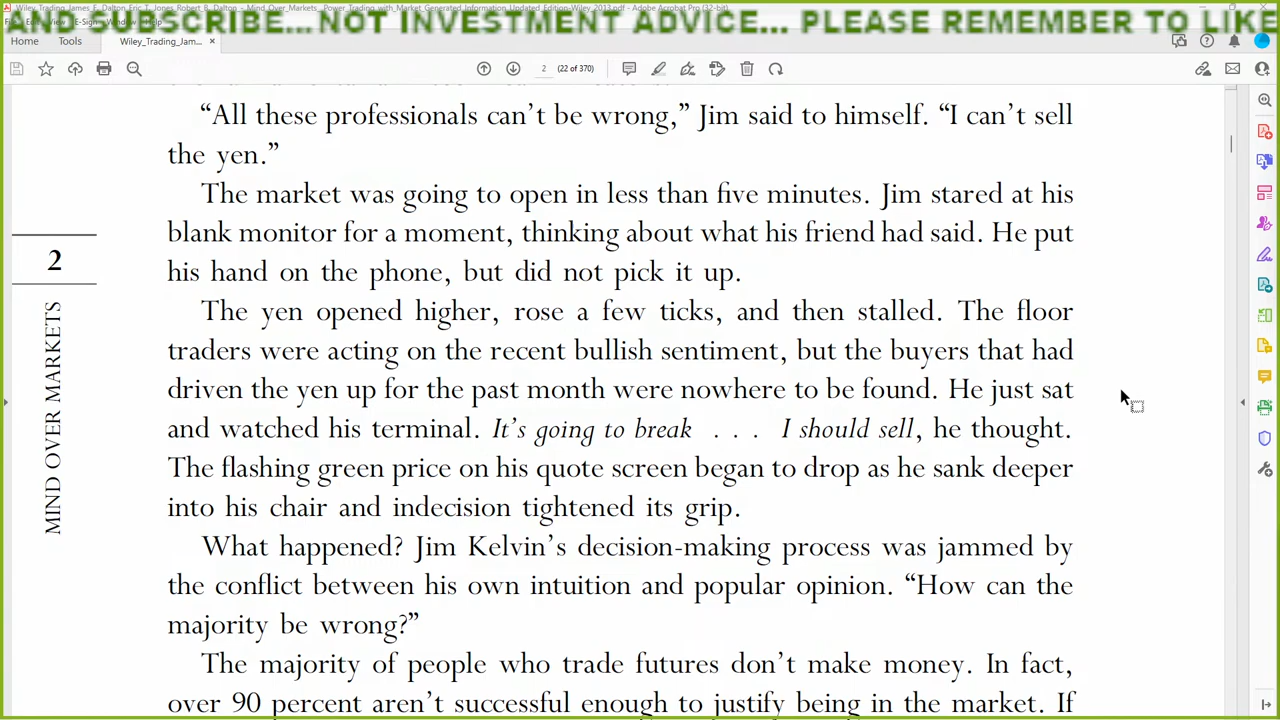 AND SUBSCRIBE... NOT INVESTMENT ADVICE... PLEASE REMEMBER TO LIKE
Home Tools Wiley_Trading_Jam... ×
2 (22 of 370)
“All these professionals can’t be wrong,” Jim said to himself. “I can’t sell
the yen.”
The market was going to open in less than five minutes. Jim stared at his
blank monitor for a moment, thinking about what his friend had said. He put
his hand on the phone, but did not pick it up.
The yen opened higher, rose a few ticks, and then stalled. The floor
traders were acting on the recent bullish sentiment, but the buyers that had
driven the yen up for the past month were nowhere to be found. He just sat
and watched his terminal. It’s going to break . . . I should sell, he thought.
The flashing green price on his quote screen began to drop as he sank deeper
into his chair and indecision tightened its grip.
What happened? Jim Kelvin’s decision-making process was jammed by
the conflict between his own intuition and popular opinion. “How can the
majority be wrong?”
The majority of people who trade futures don’t make money. In fact,
over 90 percent aren’t successful enough to justify being in the market. If
2
MIND OVER MARKETS